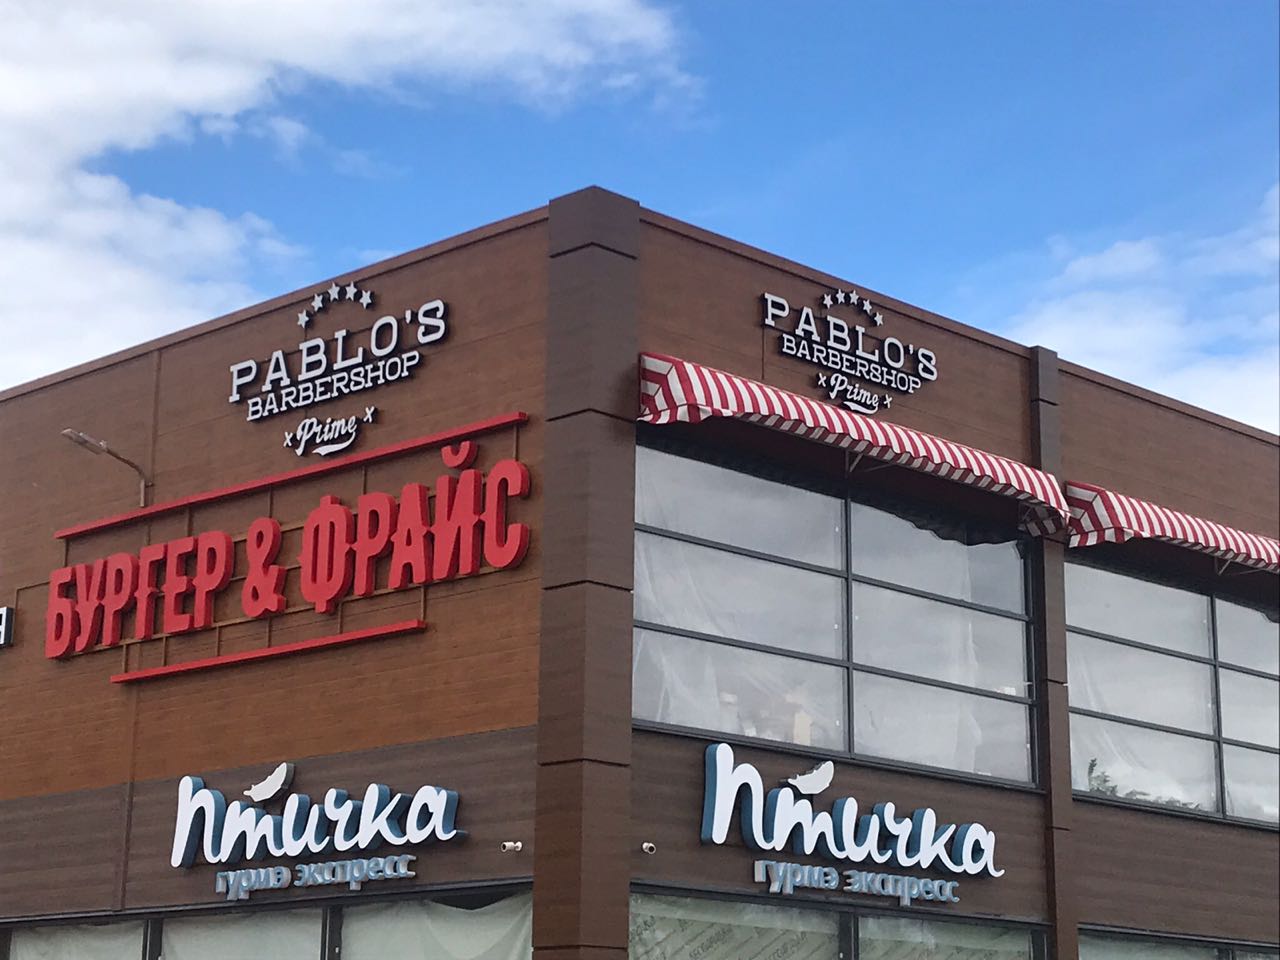 PABLO'S
BARBERSHOP
x Prime x
БУРГЕР & ФРАЙС
Птичка
гурмэ экспресс
PABLO'S
BARBERSHOP
x Prime x
Птичка
гурмэ экспресс